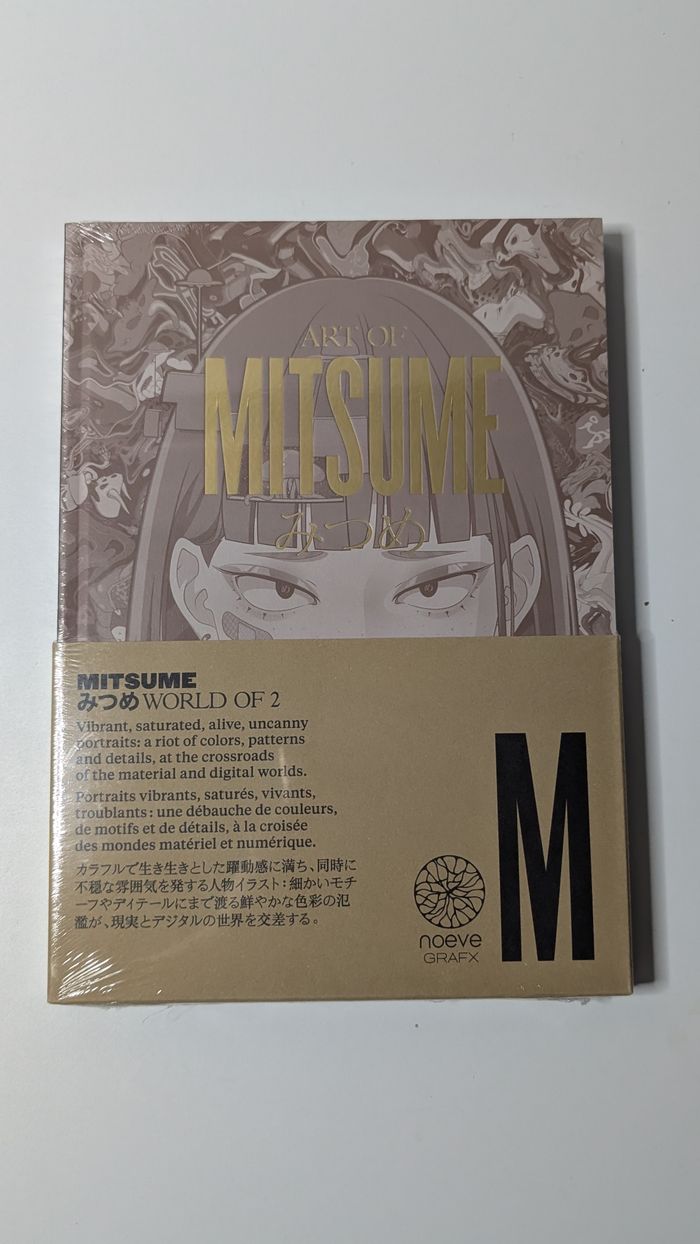 ART OF
MITSUME
みつめ
MITSUME
みつめ WORLD OF 2
Vibrant, saturated, alive, uncanny
portraits: a riot of colors, patterns
and details, at the crossroads
of the material and digital worlds.
Portraits vibrants, saturés, vivants,
troublants : une débauche de couleurs,
de motifs et de détails, à la croisée
des mondes matériel et numérique.
カラフルで生き生きとした躍動感に満ち、同時に
不穏な雰囲気を発する人物イラスト：細かいモチ
ーフやディテールにまで渡る鮮やかな色彩の氾
濫が、現実とデジタルの世界を交差する。
noeve
GRAFX
M